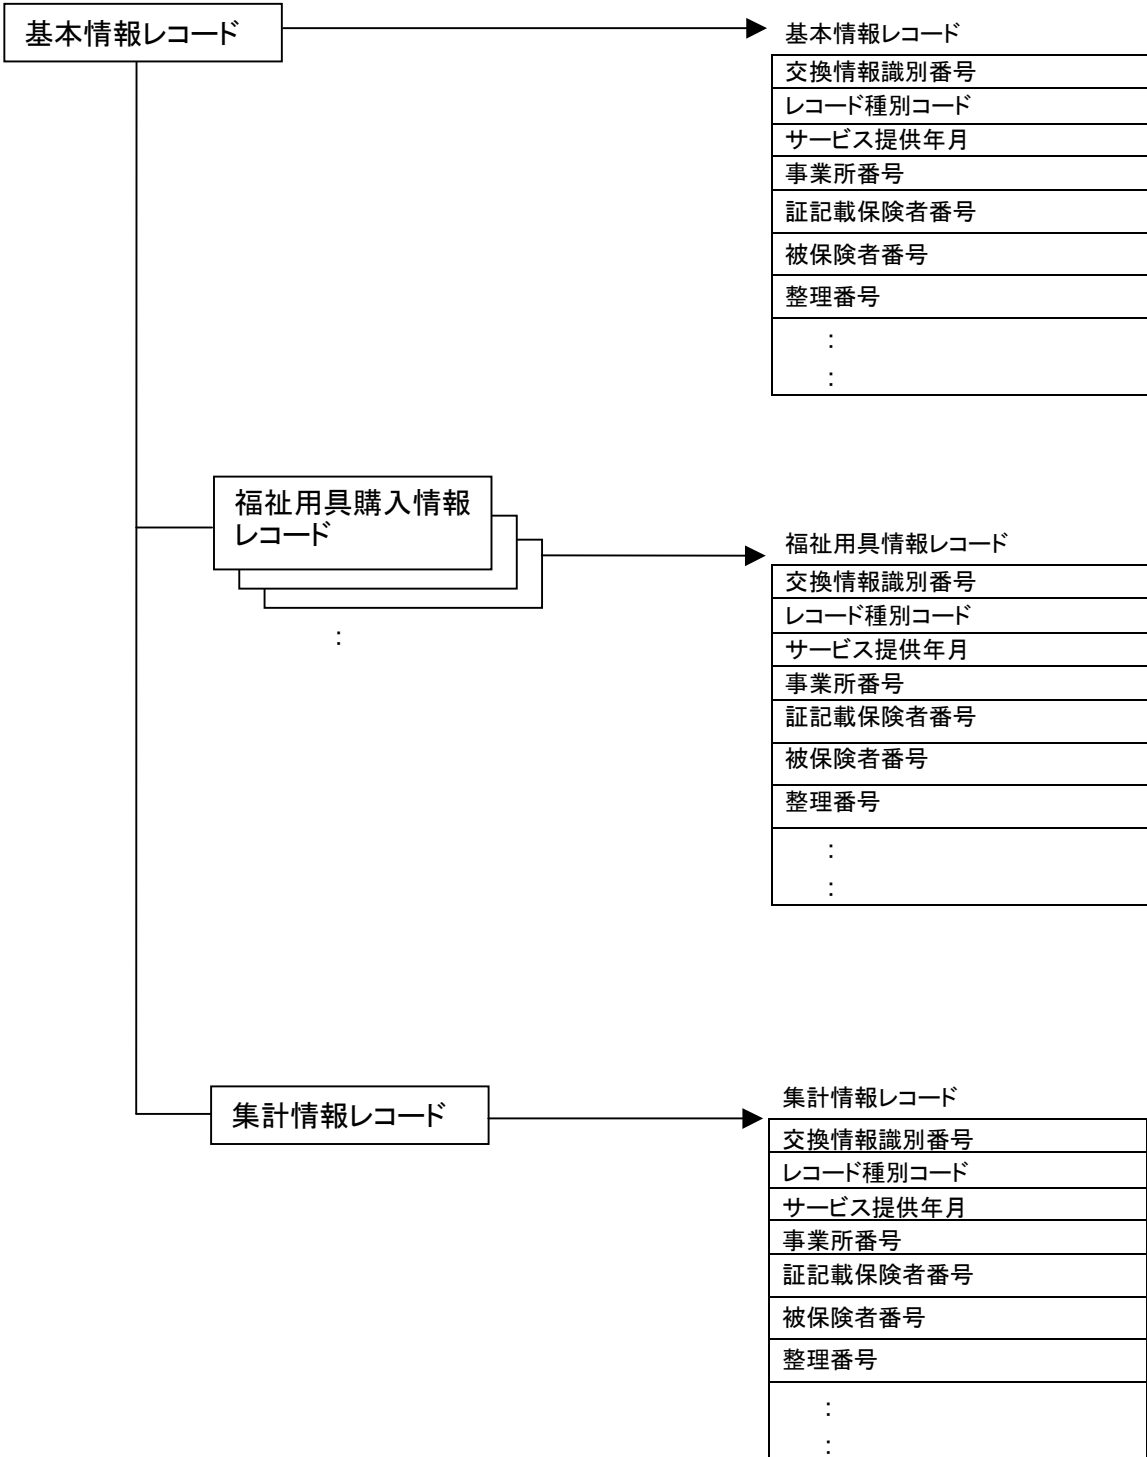 基本情報レコード
基本情報レコード
交換情報識別番号
レコード種別コード
サービス提供年月
事業所番号
証記載保険者番号
被保険者番号
整理番号
:
:
福祉用具購入情報
レコード
:
福祉用具情報レコード
交換情報識別番号
レコード種別コード
サービス提供年月
事業所番号
証記載保険者番号
被保険者番号
整理番号
:
:
集計情報レコード
集計情報レコード
交換情報識別番号
レコード種別コード
サービス提供年月
事業所番号
証記載保険者番号
被保険者番号
整理番号
:
: